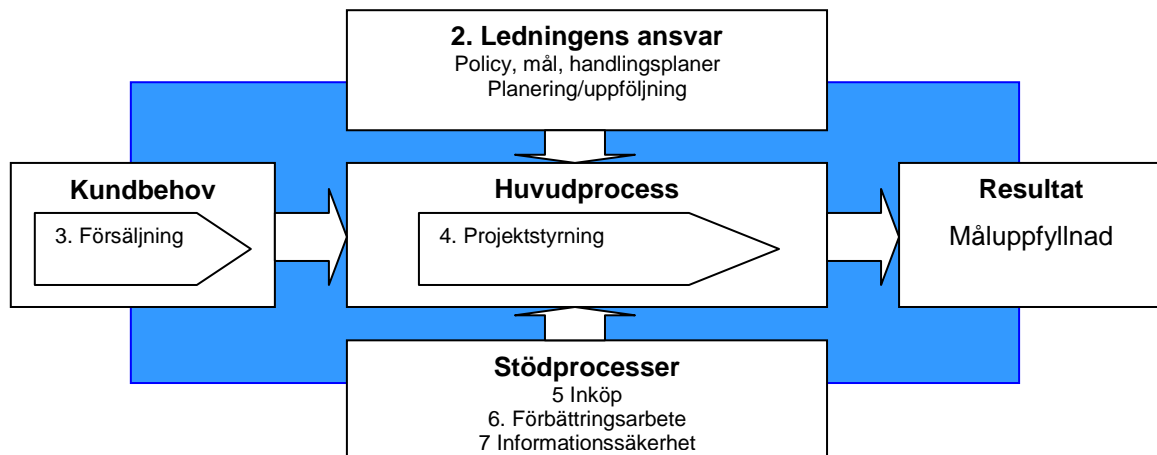 2. Ledningens ansvar
Policy, mål, handlingsplaner
Planering/uppföljning
Kundbehov
3. Försäljning
Huvudprocess
4. Projektstyrning
Resultat
Måluppfyllnad
Stödprocesser
5 Inköp
6. Förbättringsarbete
7 Informationssäkerhet